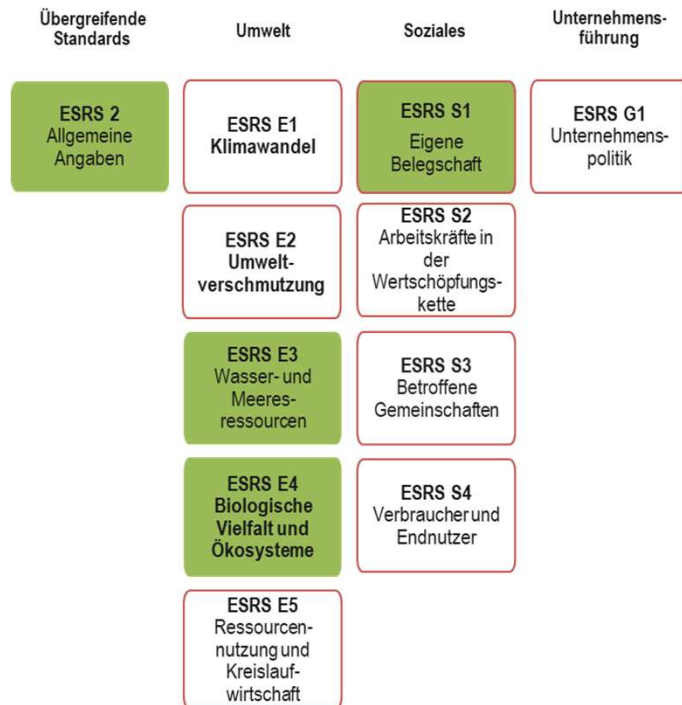 Übergreifende
Standards
Umwelt
Soziales
Unternehmens-
führung
ESRS 2
Allgemeine
Angaben
ESRS E1
Klimawandel
ESRS S1
Eigene
Belegschaft
ESRS G1
Unternehmens-
politik
ESRS E2
Umwelt-
verschmutzung
ESRS S2
Arbeitskräfte in
der
Wertschöpfungs-
kette
ESRS E3
Wasser- und
Meeres-
ressourcen
ESRS S3
Betroffene
Gemeinschaften
ESRS E4
Biologische
Vielfalt und
Ökosysteme
ESRS S4
Verbraucher und
Endnutzer
ESRS E5
Ressourcen-
nutzung und
Kreislauf-
wirtschaft